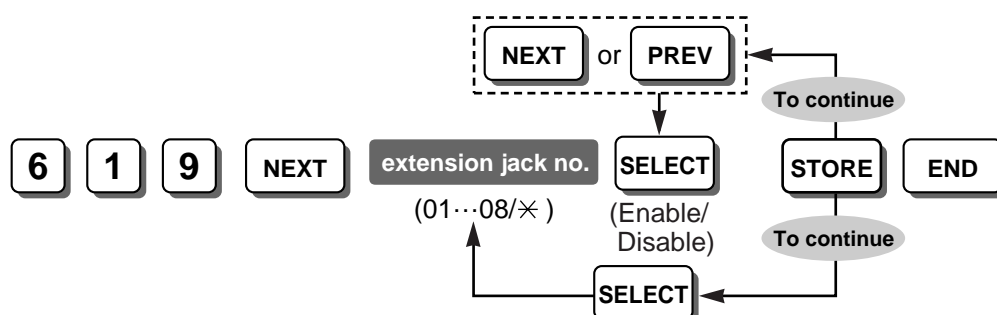 NEXT or PREV
To continue
6 1 9 NEXT extension jack no. SELECT STORE END
(01···08/✳)
(Enable/
Disable)
To continue
SELECT